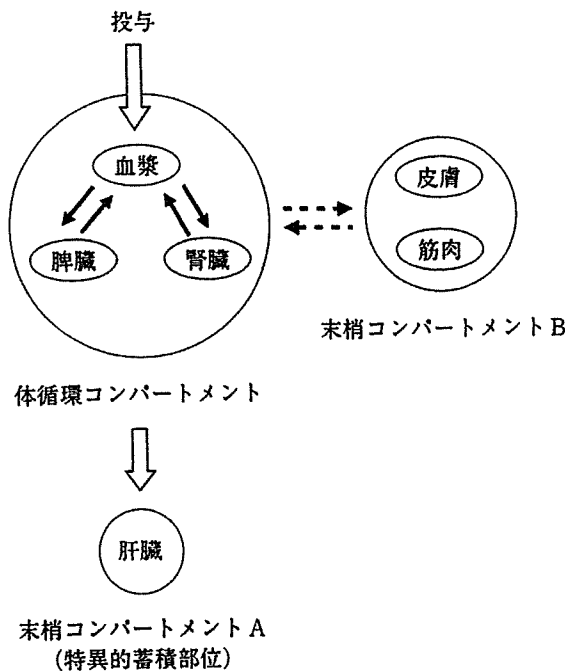 投与
血漿
脾臓
腎臓
皮膚
筋肉
末梢コンパートメントB
体循環コンパートメント
肝臓
末梢コンパートメントA
(特異的蓄積部位)